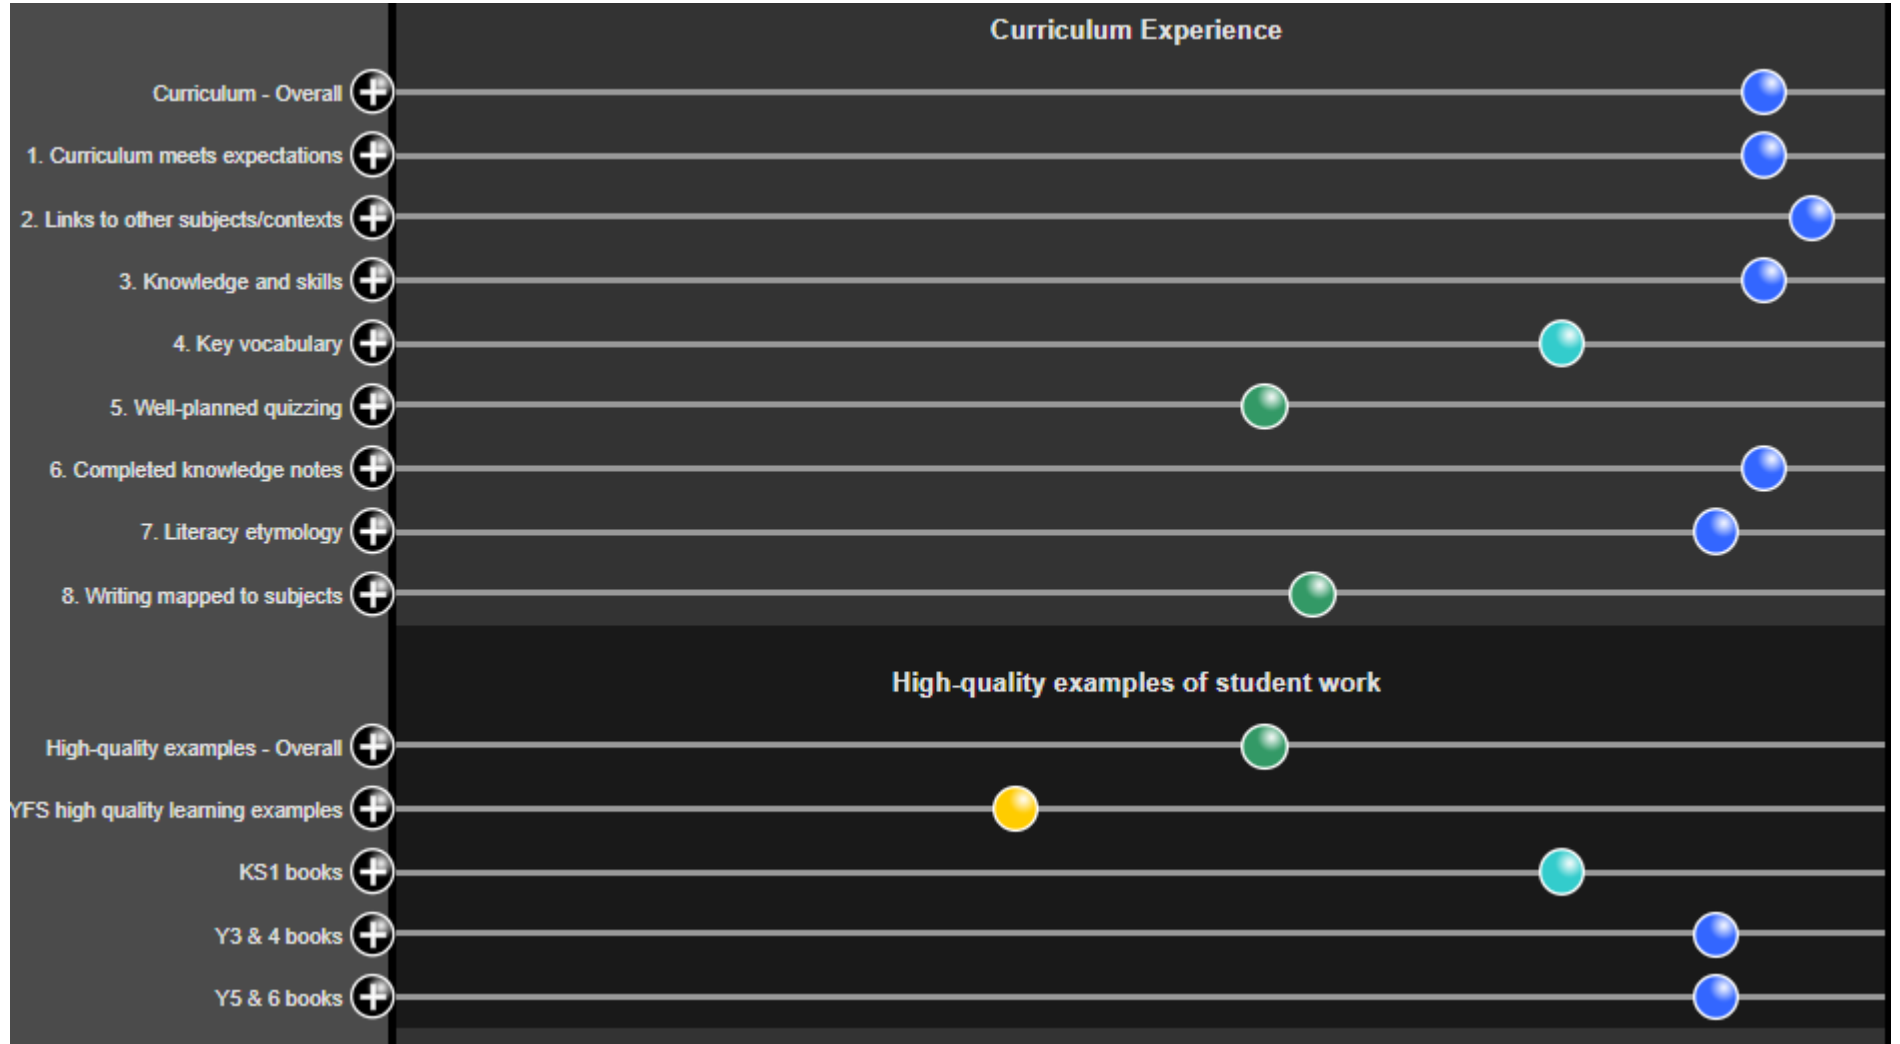 Curriculum Experience
Curriculum - Overall
1. Curriculum meets expectations
2. Links to other subjects/contexts
3. Knowledge and skills
4. Key vocabulary
5. Well-planned quizzing
6. Completed knowledge notes
7. Literacy etymology
8. Writing mapped to subjects
High-quality examples of student work
High-quality examples - Overall
YFS high quality learning examples
KS1 books
Y3 & 4 books
Y5 & 6 books